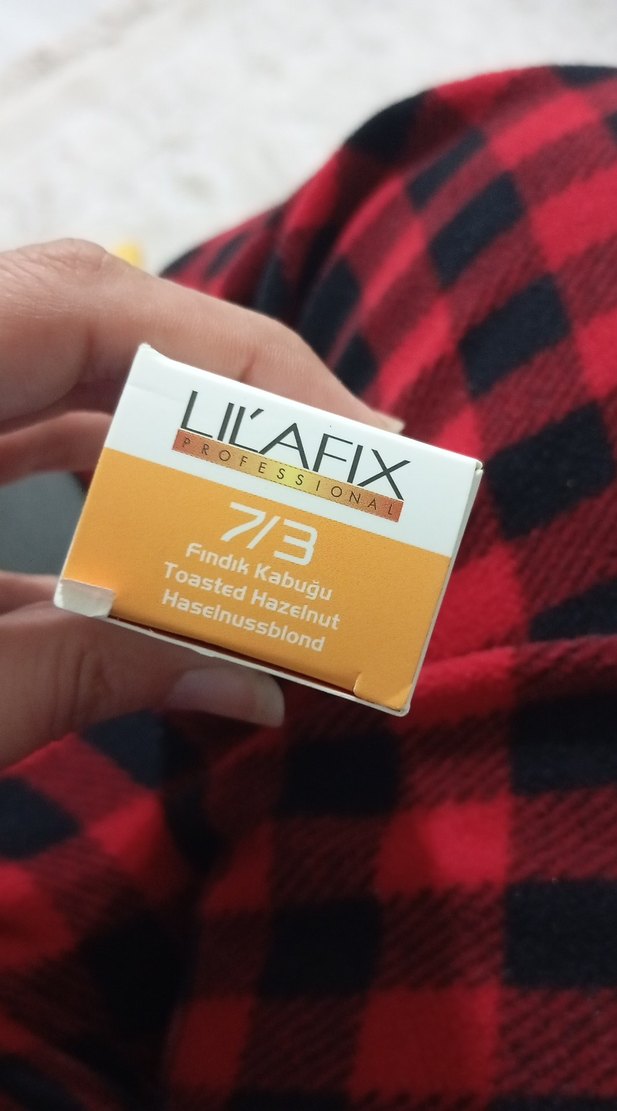 LIL'AFIX
PROFESSIONAL
7/3
Fındık Kabuğu
Toasted Hazelnut
Haselnussblond